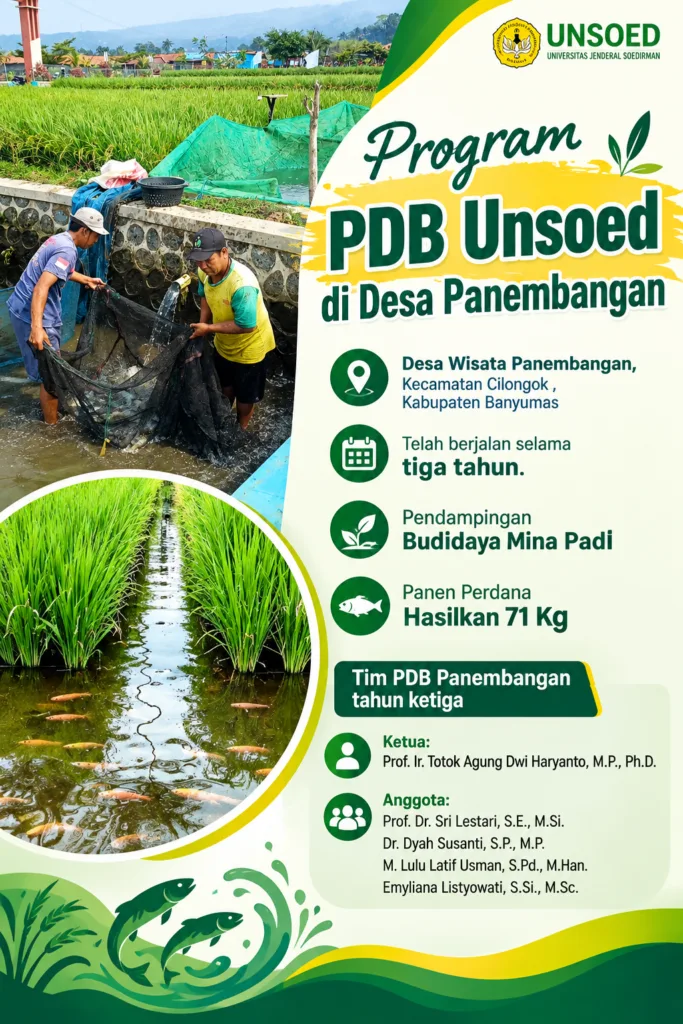 UNSOED
UNIVERSITAS JENDERAL SOEDIRMAN
Program
PDB Unsoed
di Desa Panembangan
Desa Wisata Panembangan,
Kecamatan Cilongok ,
Kabupaten Banyumas
Telah berjalan selama
tiga tahun.
Pendampingan
Budidaya Mina Padi
Panen Perdana
Hasilkan 71 Kg
Tim PDB Panembangan
tahun ketiga
Ketua:
Prof. Ir. Totok Agung Dwi Haryanto, M.P., Ph.D.
Anggota:
Prof. Dr. Sri Lestari, S.E., M.Si.
Dr. Dyah Susanti, S.P., M.P.
M. Lulu Latif Usman, S.Pd., M.Han.
Emyliana Listyowati, S.Si., M.Sc.